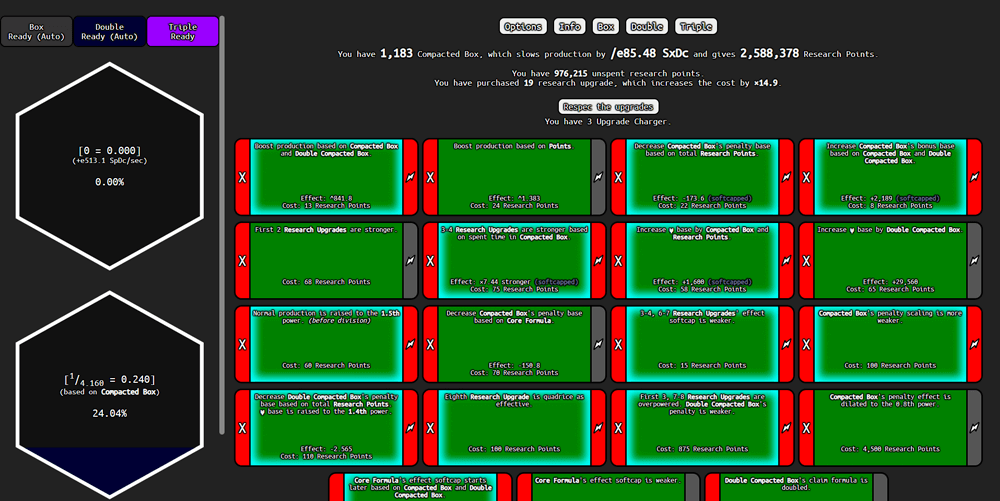 Box
Ready (Auto)
Double
Ready (Auto)
Triple
Ready
[0 = 0.000]
(+e513.1 SpDc/sec)
0.00%
[1/4.160 = 0.240]
(based on Compacted Box)
24.04%
Options Info Box Double Triple
You have 1,183 Compacted Box, which slows production by /e85.48 SxDc and gives 2,588,378 Research Points.
You have 976,215 unspent research points.
You have purchased 19 research upgrade, which increases the cost by ×14.9.
Respec the upgrades
You have 3 Upgrade Charger.
X
Boost production based on Compacted Box
and Double Compacted Box.
Effect: ^841.8
Cost: 13 Research Points
X
Boost production based on Points.
Effect: ^1.383
Cost: 24 Research Points
X
Decrease Compacted Box's penalty base
based on total Research Points.
Effect: -173.6 (softcapped)
Cost: 22 Research Points
X
Increase Compacted Box's bonus base
based on Compacted Box and Double
Compacted Box.
Effect: +2,189 (softcapped)
Cost: 8 Research Points
X
First 2 Research Upgrades are stronger.
Cost: 68 Research Points
X
3-4 Research Upgrades are stronger based
on spent time in Compacted Box.
Effect: ×7.44 stronger (softcapped)
Cost: 75 Research Points
X
Increase ψ base by Compacted Box and
Research Points.
Effect: +1,600 (softcapped)
Cost: 58 Research Points
X
Increase ψ base by Double Compacted Box.
Effect: +29,560
Cost: 65 Research Points
X
Normal production is raised to the 1.5th
power. (before division)
Cost: 60 Research Points
X
Decrease Compacted Box's penalty base
based on Core Formula.
Effect: -150.8
Cost: 70 Research Points
X
3-4, 6-7 Research Upgrades' effect
softcap is weaker.
Cost: 15 Research Points
X
Compacted Box's penalty scaling is more
weaker.
Cost: 100 Research Points
X
Decrease Double Compacted Box's penalty
base based on total Research Points.
ψ base is raised to the 1.4th power.
Effect: -2.565
Cost: 110 Research Points
X
Eighth Research Upgrade is quadrice as
effective.
Cost: 100 Research Points
X
First 3, 7-8 Research Upgrades are
overpowered. Double Compacted Box's
penalty is weaker.
Cost: 875 Research Points
X
Compacted Box's penalty effect is
dilated to the 0.8th power.
Cost: 4,500 Research Points
Core Formula's effect softcap starts
later based on Compacted Box and Double
Compacted Box.
Core Formula's effect softcap is weaker.
Double Compacted Box's claim formula is
doubled.